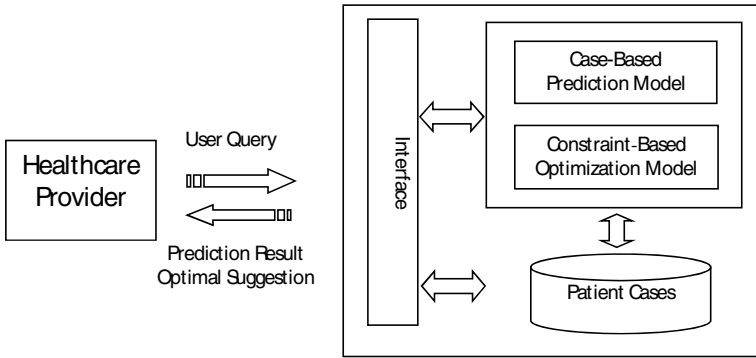 Healthcare
Provider
User Query
Prediction Result
Optimal Suggestion
Interface
Case-Based
Prediction Model
Constraint-Based
Optimization Model
Patient Cases